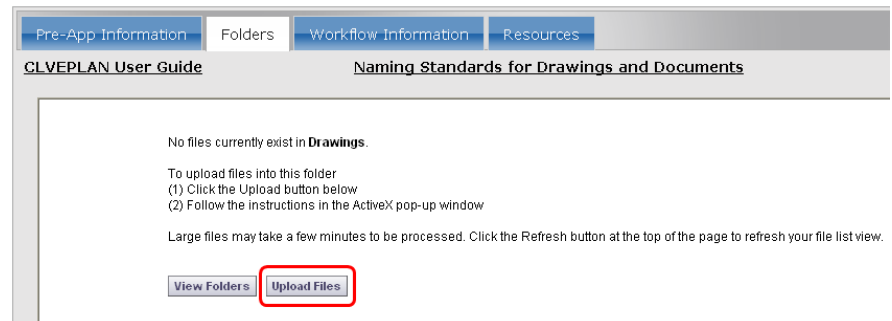 Pre-App Information Folders Workflow Information Resources
CLVEPLAN User Guide Naming Standards for Drawings and Documents
No files currently exist in Drawings.
To upload files into this folder
(1) Click the Upload button below
(2) Follow the instructions in the ActiveX pop-up window
Large files may take a few minutes to be processed. Click the Refresh button at the top of the page to refresh your file list view.
View Folders Upload Files